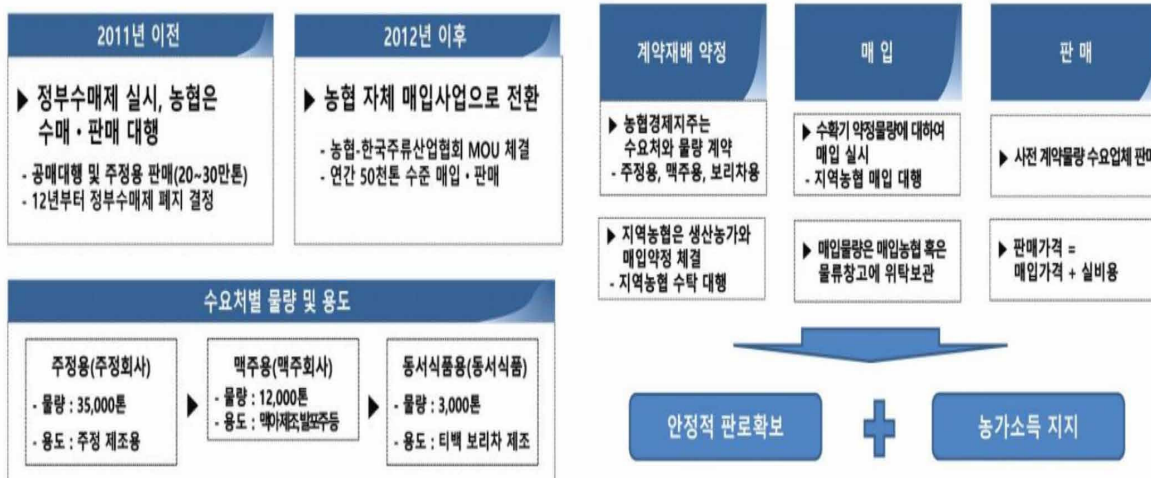 2011년 이전
▶ 정부수매제 실시, 농협은
수매・판매 대행
- 공매대행 및 주정용 판매(20~30만톤)
- 12년부터 정부수매제 폐지 결정
2012년 이후
▶ 농협 자체 매입사업으로 전환
- 농협-한국주류산업협회 MOU 체결
- 연간 50천톤 수준 매입・판매
수요처별 물량 및 용도
주정용(주정회사)
- 물량 : 35,000톤
- 용도 : 주정 제조용
▶
맥주용(맥주회사)
- 물량 : 12,000톤
- 용도 : 맥아제조,발포주등
▶
동서식품용(동서식품)
- 물량 : 3,000톤
- 용도 : 티백 보리차 제조
계약재배 약정
▶ 농협경제지주는
수요처와 물량 계약
- 주정용, 맥주용, 보리차용
▶ 지역농협은 생산농가와
매입약정 체결
- 지역농협 수탁 대행
매 입
▶ 수확기 약정물량에 대하여
매입 실시
- 지역농협 매입 대행
▶ 매입물량은 매입농협 혹은
물류창고에 위탁보관
판 매
▶ 사전 계약물량 수요업체 판매
▶ 판매가격 =
매입가격 + 실비용
안정적 판로확보
농가소득 지지